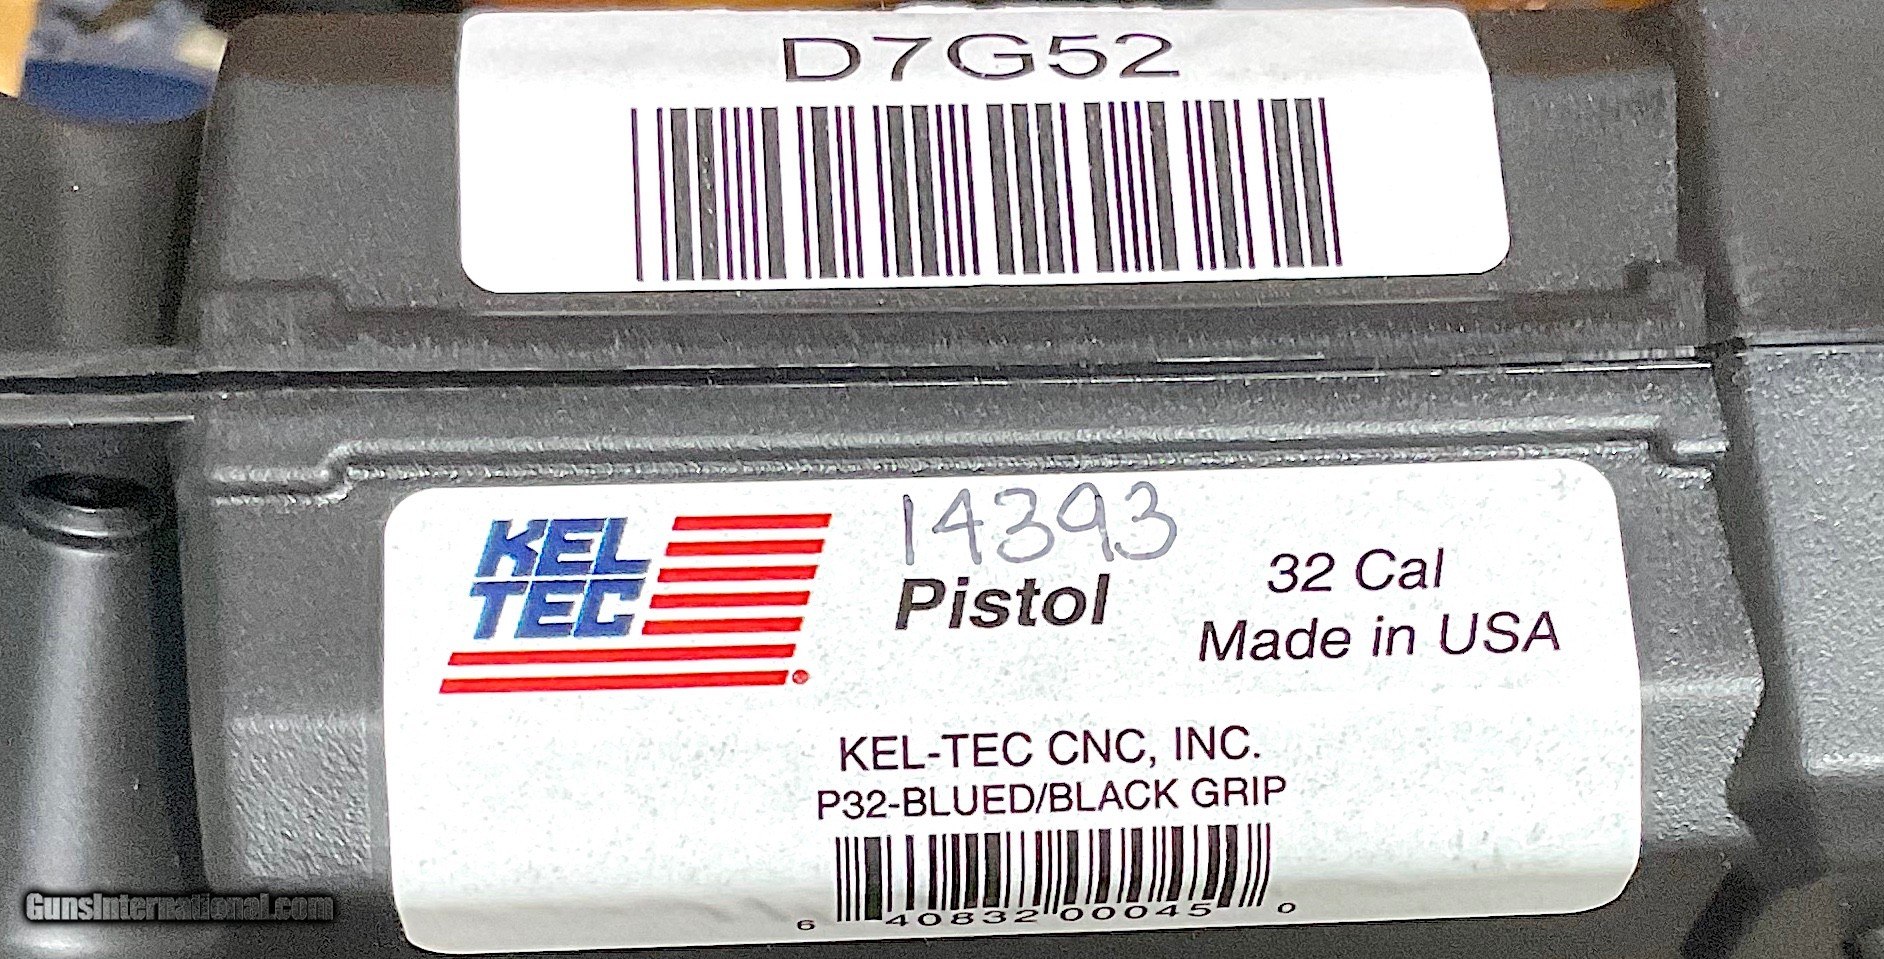 D7G52
KEL
TEC
14393
Pistol
32 Cal
Made in USA
KEL-TEC CNC, INC.
P32-BLUED/BLACK GRIP
6 40832 00045 0
GunsInternational.com